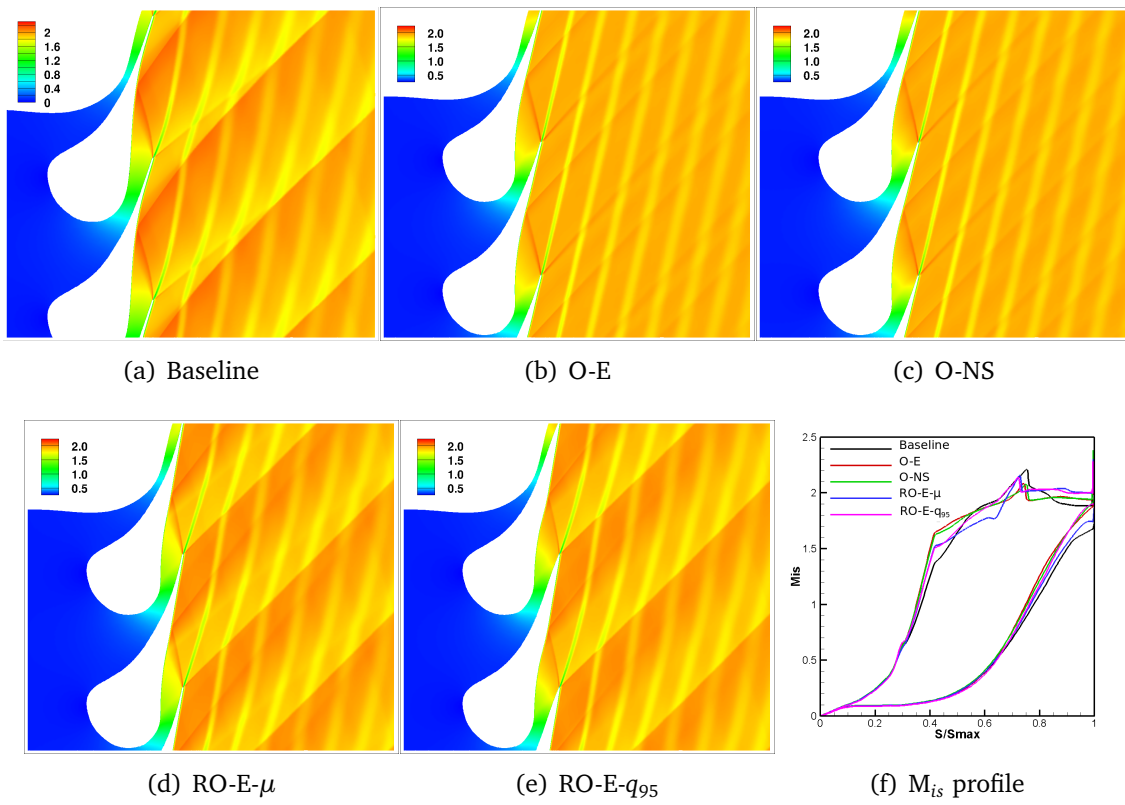 2
1.6
1.2
0.8
0.4
0
2.0
1.5
1.0
0.5
2.0
1.5
1.0
0.5
(a) Baseline
(b) O-E
(c) O-NS
2.0
1.5
1.0
0.5
2.0
1.5
1.0
0.5
2.5
2
1.5
1
0.5
0
Mis
Baseline
O-E
O-NS
RO-E-μ
RO-E-q95
0
0.2
0.4
0.6
0.8
1
S/Smax
(d) RO-E-μ
(e) RO-E-q95
(f) Mis profile